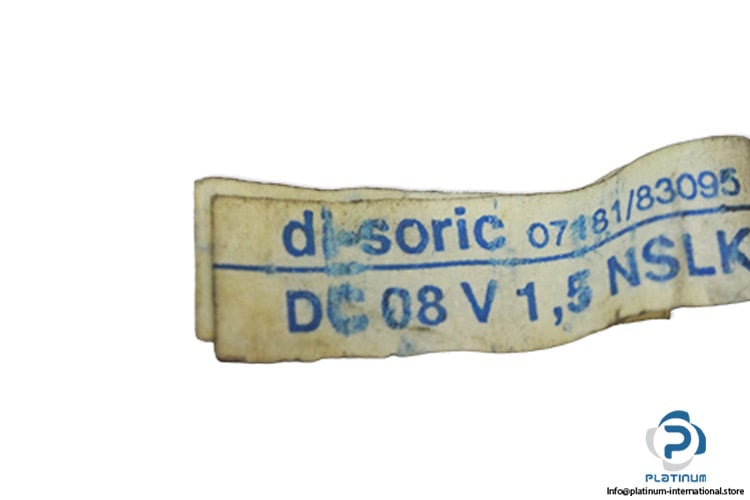 di-soric 07181/83095
DC 08 V 1,5 NSLK
PLATINUM
Info@platinum-international.store